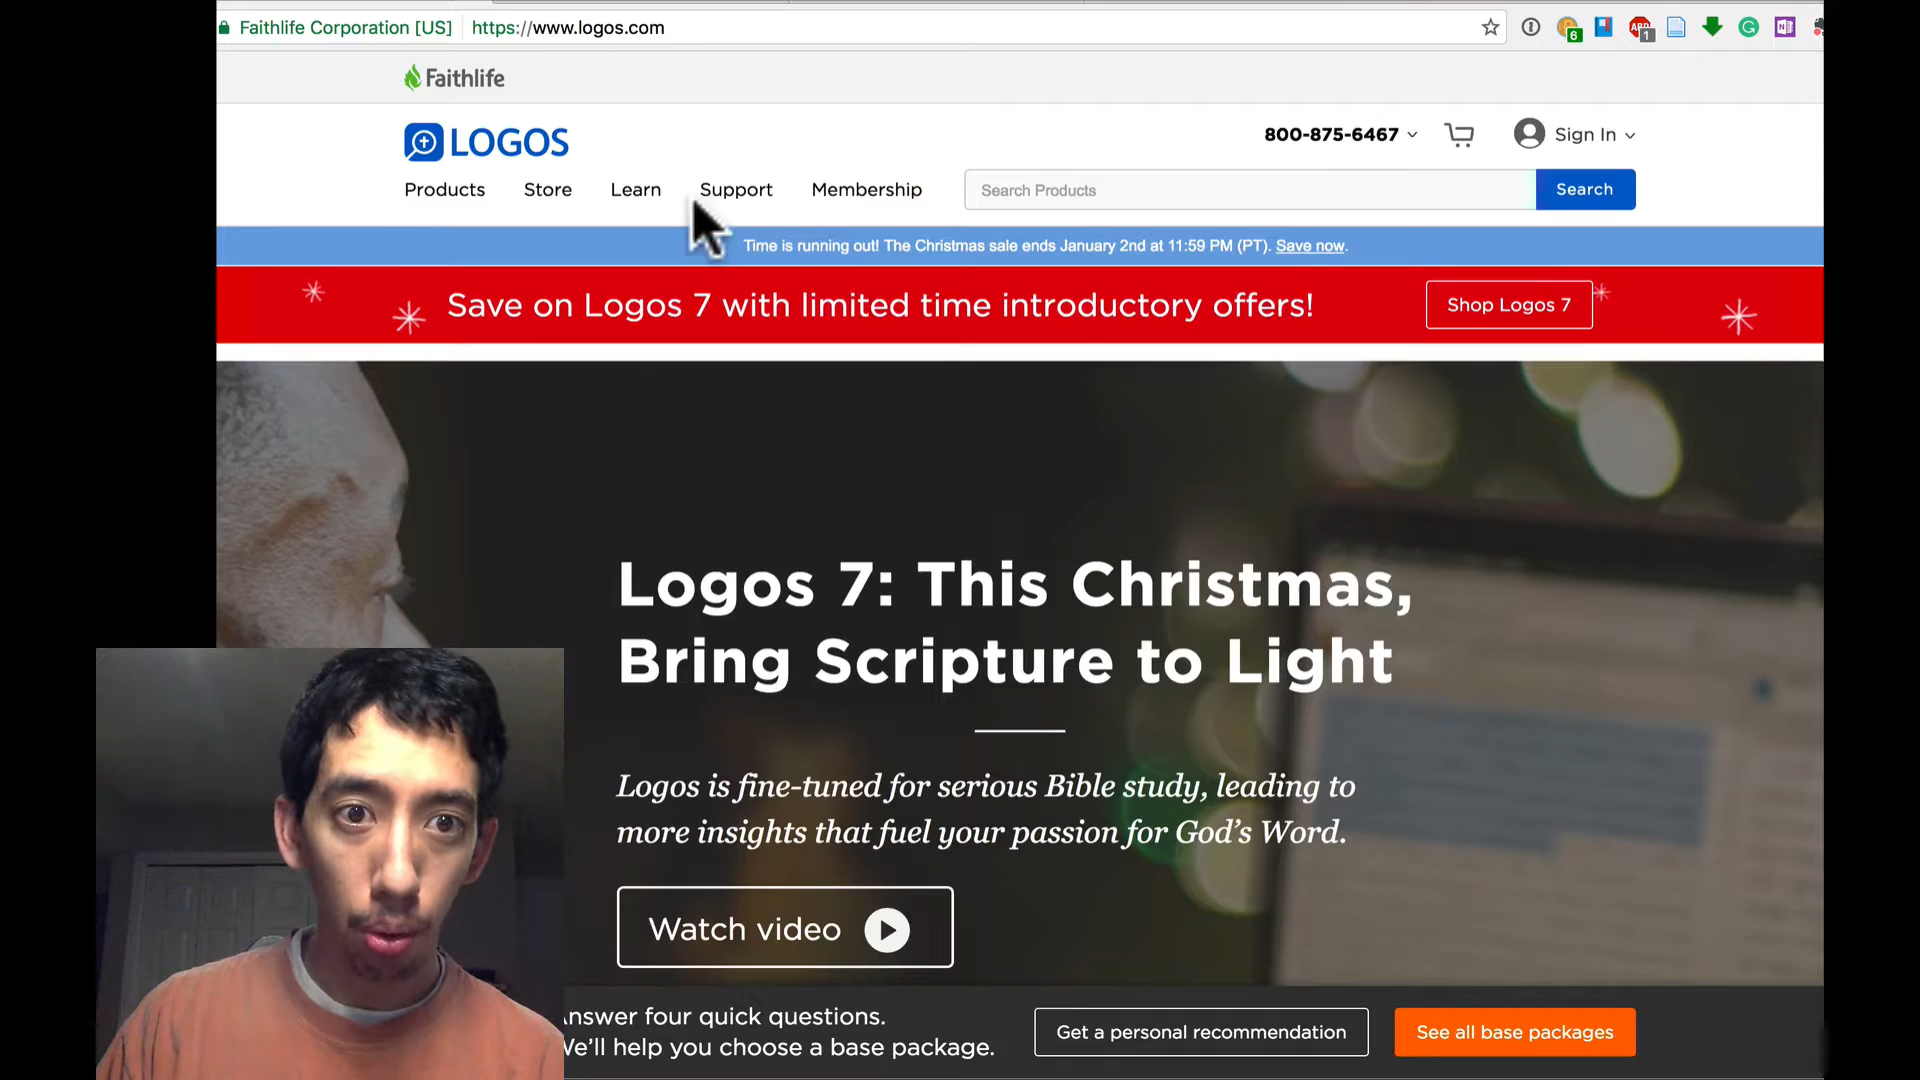 Faithlife Corporation [US] https://www.logos.com
6
ABP
1
G
N
Faithlife
LOGOS
800-875-6467
Sign In
Products Store Learn Support Membership
Search Products
Search
Time is running out! The Christmas sale ends January 2nd at 11:59 PM (PT). Save now.
Save on Logos 7 with limited time introductory offers!
Shop Logos 7
Logos 7: This Christmas,
Bring Scripture to Light
Logos is fine-tuned for serious Bible study, leading to
more insights that fuel your passion for God’s Word.
Watch video
Answer four quick questions.
We’ll help you choose a base package.
Get a personal recommendation
See all base packages